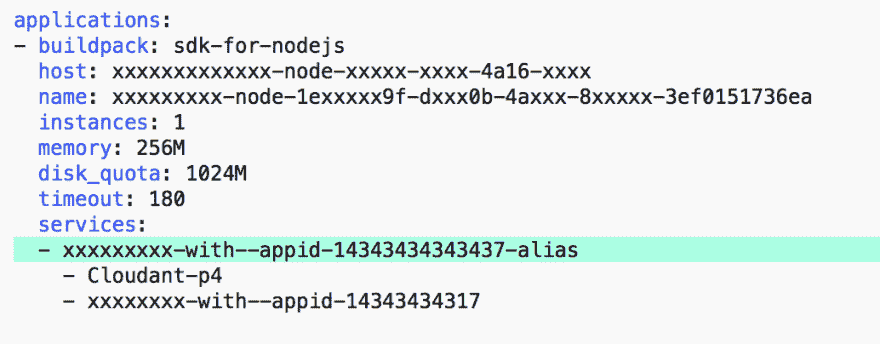 applications:
- buildpack: sdk-for-nodejs
  host: xxxxxxxxxxxxx-node-xxxxx-xxxx-4a16-xxxx
  name: xxxxxxxxx-node-1exxxxx9f-dxxx0b-4axxx-8xxxxx-3ef0151736ea
  instances: 1
  memory: 256M
  disk_quota: 1024M
  timeout: 180
  services:
  - xxxxxxxxx-with--appid-14343434343437-alias
    - Cloudant-p4
    - xxxxxxxx-with--appid-14343434317